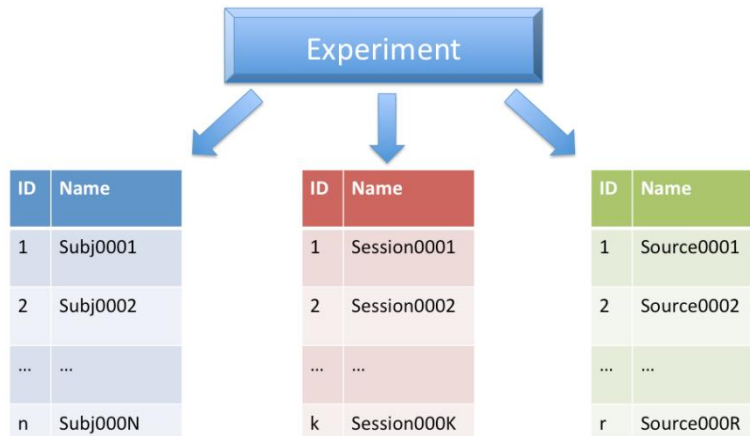 Experiment
ID Name
1 Subj0001
2 Subj0002
... ...
n Subj000N
ID Name
1 Session0001
2 Session0002
... ...
k Session000K
ID Name
1 Source0001
2 Source0002
... ...
r Source000R